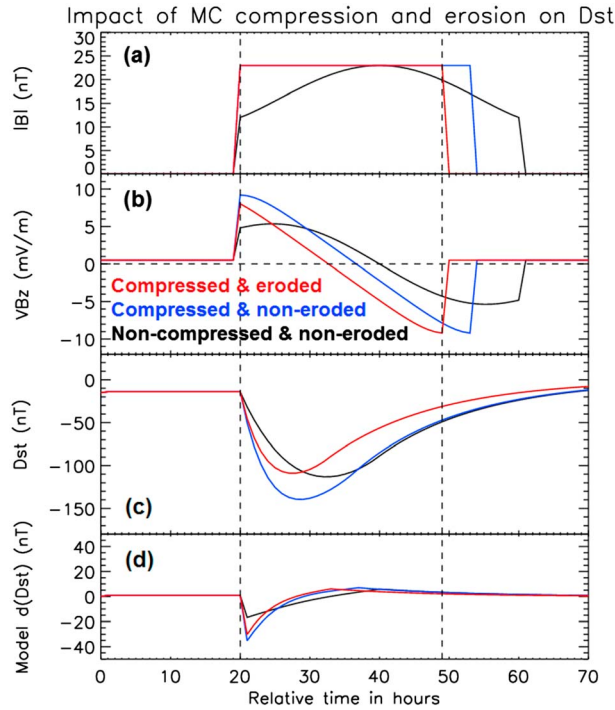 Impact of MC compression and erosion on Dst
(a)
|B| (nT)
30
25
20
15
10
5
0
(b)
VBz (mV/m)
10
5
0
−5
−10
Compressed & eroded
Compressed & non-eroded
Non-compressed & non-eroded
(c)
Dst (nT)
0
−50
−100
−150
(d)
Model d(Dst) (nT)
40
20
0
−20
−40
0 10 20 30 40 50 60 70
Relative time in hours